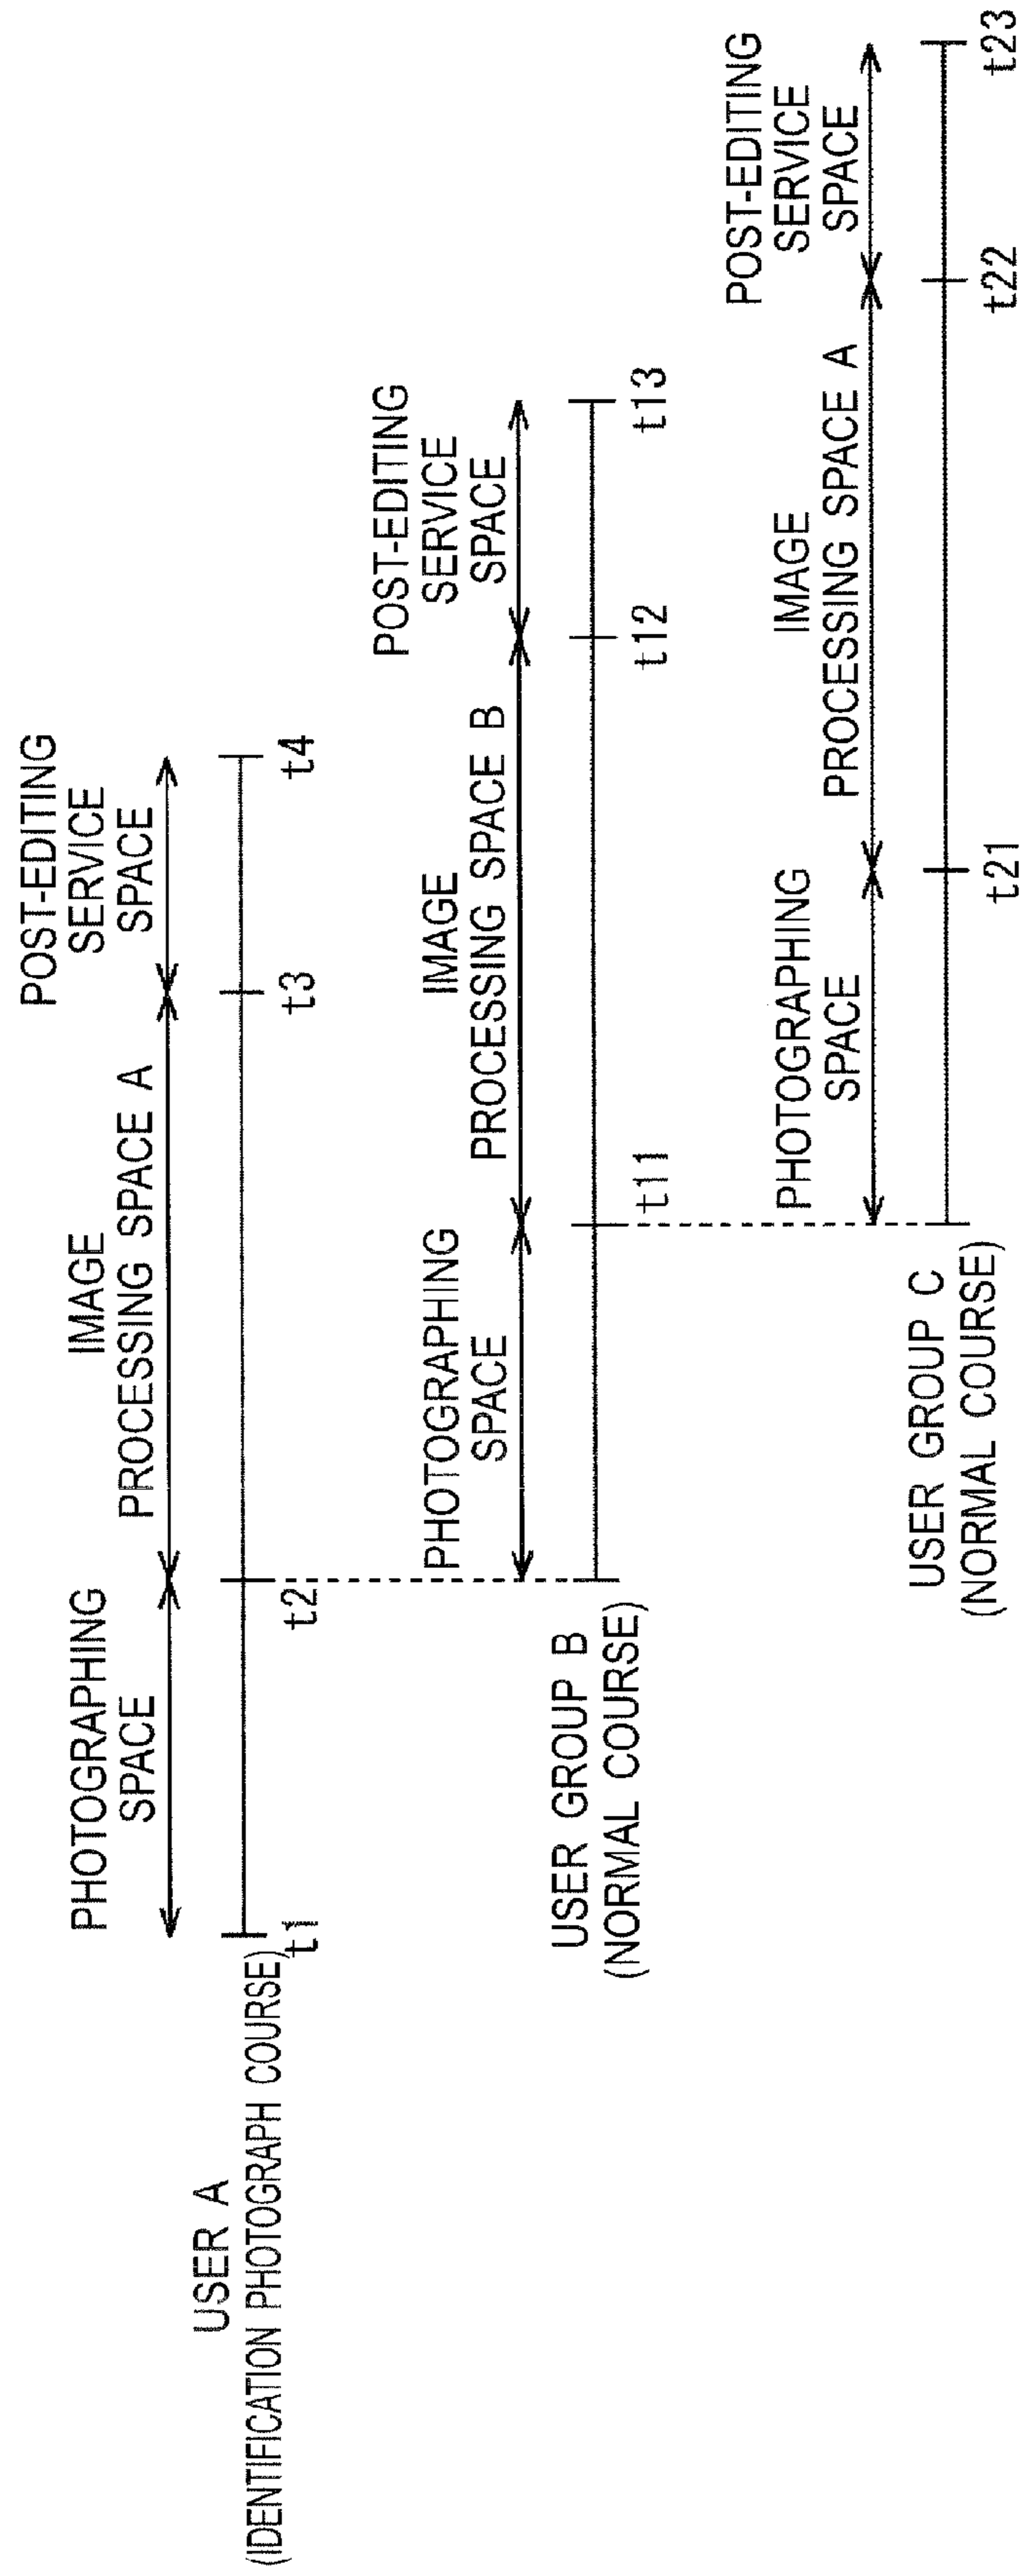 PHOTOGRAPHING
SPACE
IMAGE
PROCESSING SPACE A
POST-EDITING
SERVICE
SPACE
USER A
(IDENTIFICATION PHOTOGRAPH COURSE)
t1
t2
t3
t4
PHOTOGRAPHING
SPACE
IMAGE
PROCESSING SPACE B
POST-EDITING
SERVICE
SPACE
USER GROUP B
(NORMAL COURSE)
t11
t12
t13
PHOTOGRAPHING
SPACE
IMAGE
PROCESSING SPACE A
POST-EDITING
SERVICE
SPACE
USER GROUP C
(NORMAL COURSE)
t21
t22
t23